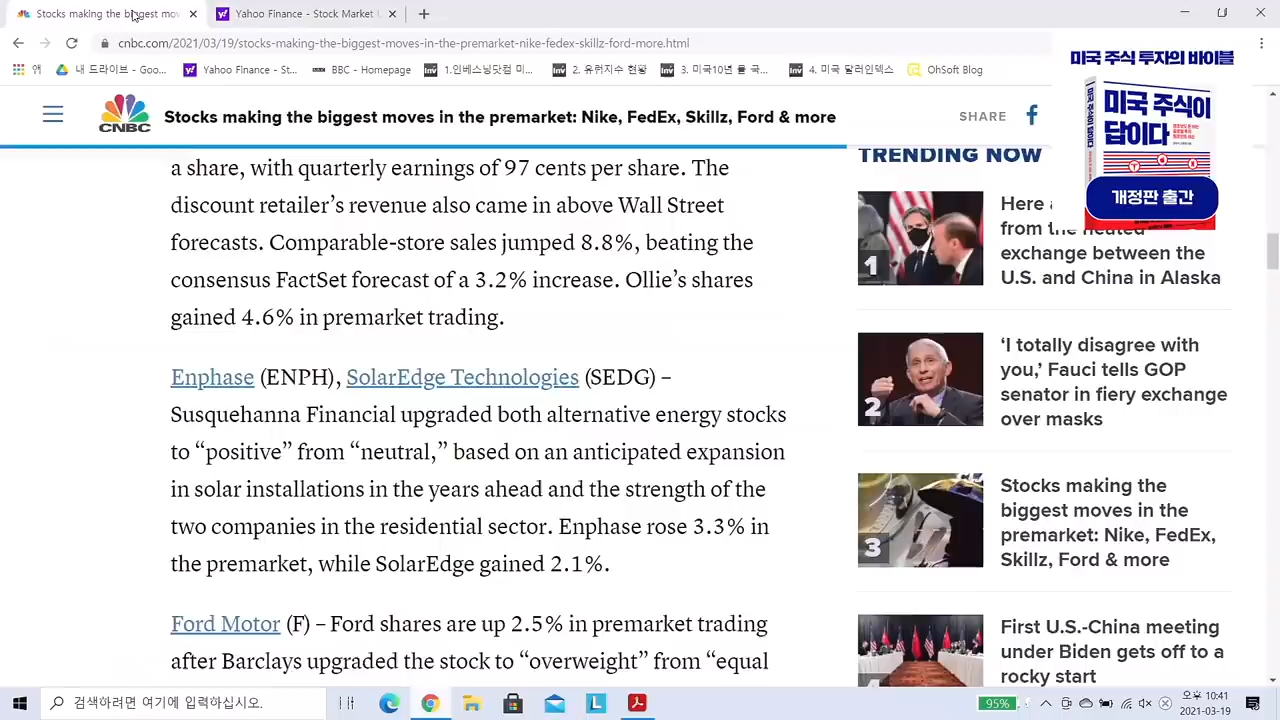 Stocks making the biggest mov
Yahoo Finance - Stock Market
cnbc.com/2021/03/19/stocks-making-the-biggest-moves-in-the-premarket-nike-fedex-skillz-ford-more.html
앱
내 드라이브 - Goo...
Yahoo Finance - St...
BBC - Homepage
1.인베스팅닷컴 미...
2. 유럽지수 현황
3. 미국10년 율 국...
4. 미국 달러인덱스
OhSoft Blog
미국 주식 투자의 바이블
미국 주식이
답이다
개정판 출간
CNBC
Stocks making the biggest moves in the premarket: Nike, FedEx, Skillz, Ford & more
SHARE
a share, with quarterly earnings of 97 cents per share. The
discount retailer’s revenue also came in above Wall Street
forecasts. Comparable-store sales jumped 8.8%, beating the
consensus FactSet forecast of a 3.2% increase. Ollie’s shares
gained 4.6% in premarket trading.
Enphase (ENPH), SolarEdge Technologies (SEDG) –
Susquehanna Financial upgraded both alternative energy stocks
to “positive” from “neutral,” based on an anticipated expansion
in solar installations in the years ahead and the strength of the
two companies in the residential sector. Enphase rose 3.3% in
the premarket, while SolarEdge gained 2.1%.
Ford Motor (F) – Ford shares are up 2.5% in premarket trading
after Barclays upgraded the stock to “overweight” from “equal
TRENDING NOW
1
Here
from the heated
exchange between the
U.S. and China in Alaska
2
‘I totally disagree with
you,’ Fauci tells GOP
senator in fiery exchange
over masks
3
Stocks making the
biggest moves in the
premarket: Nike, FedEx,
Skillz, Ford & more
First U.S.-China meeting
under Biden gets off to a
rocky start
검색하려면 여기에 입력하십시오.
95%
오후 10:41
2021-03-19